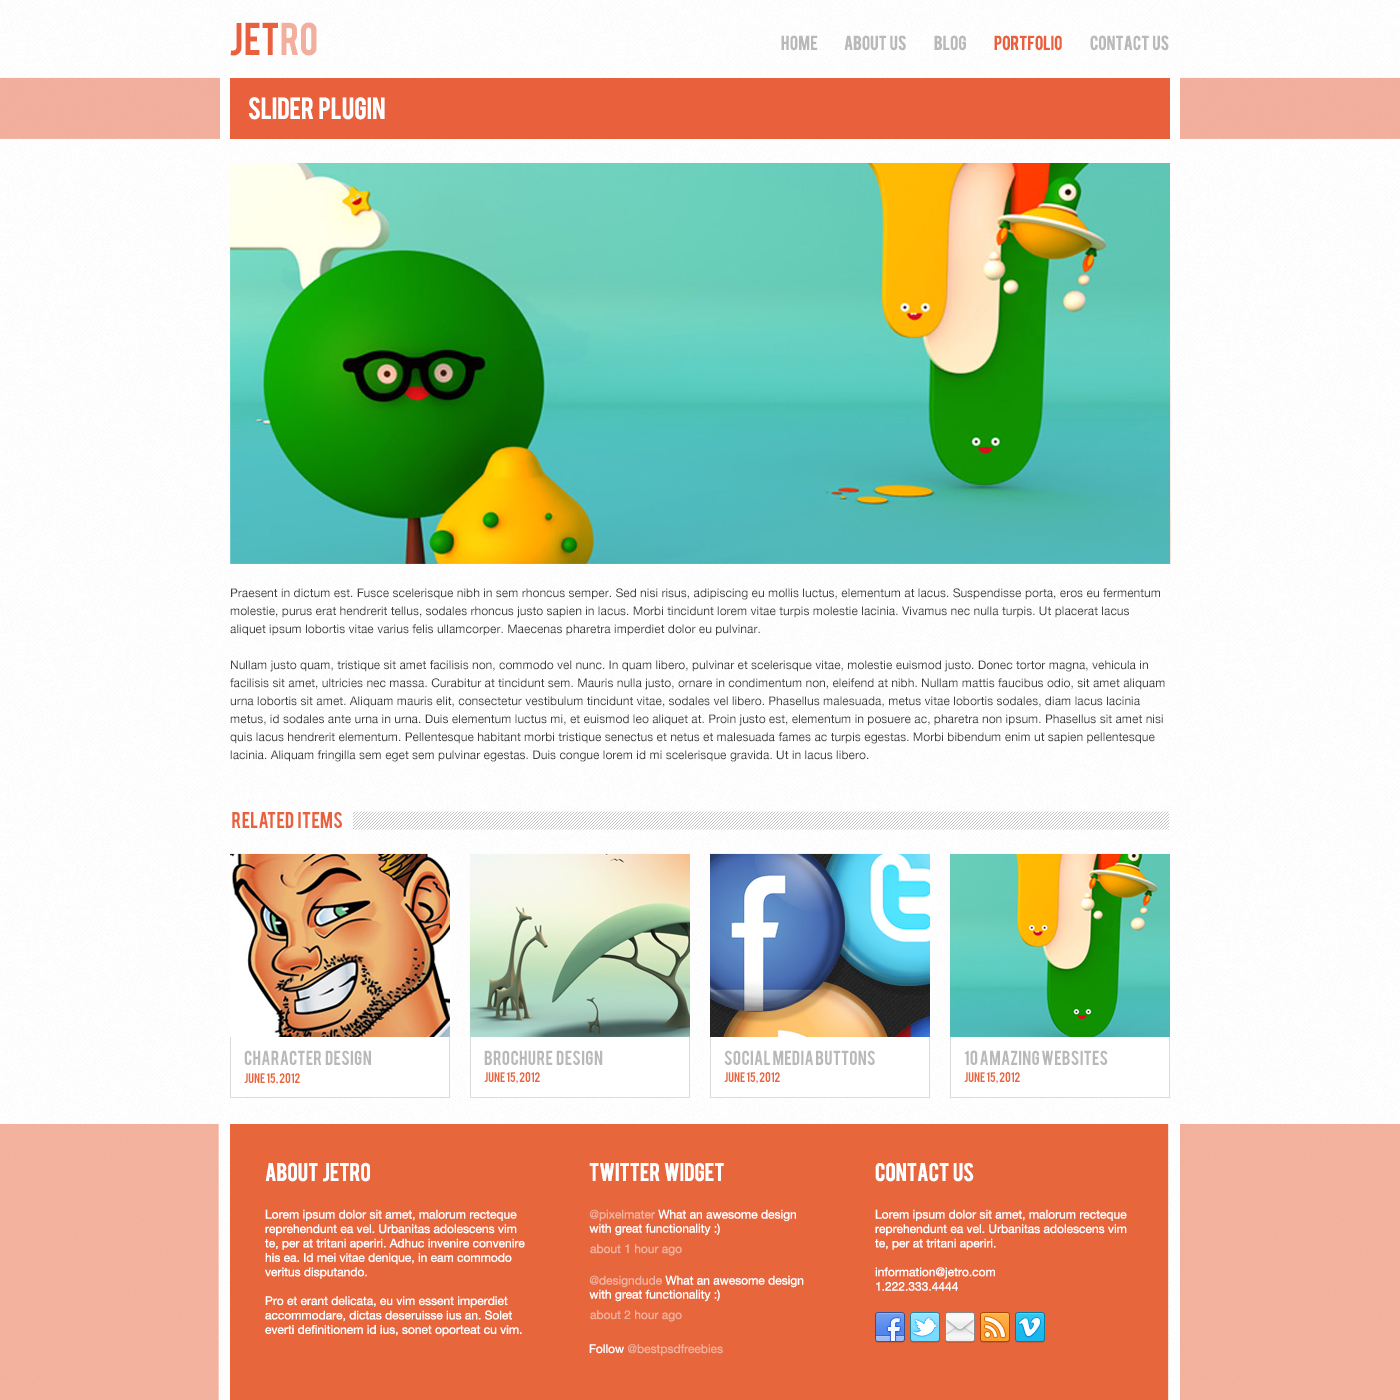 JETRO
HOME ABOUT US BLOG PORTFOLIO CONTACT US
SLIDER PLUGIN
Praesent in dictum est. Fusce scelerisque nibh in sem rhoncus semper. Sed nisi risus, adipiscing eu mollis luctus, elementum at lacus. Suspendisse porta, eros eu fermentum
molestie, purus erat hendrerit tellus, sodales rhoncus justo sapien in lacus. Morbi tincidunt lorem vitae turpis molestie lacinia. Vivamus nec nulla turpis. Ut placerat lacus
aliquet ipsum lobortis vitae varius felis ullamcorper. Maecenas pharetra imperdiet dolor eu pulvinar.
Nullam justo quam, tristique sit amet facilisis non, commodo vel nunc. In quam libero, pulvinar et scelerisque vitae, molestie euismod justo. Donec tortor magna, vehicula in
facilisis sit amet, ultricies nec massa. Curabitur at tincidunt sem. Mauris nulla justo, ornare in condimentum non, eleifend at nibh. Nullam mattis faucibus odio, sit amet aliquam
urna lobortis sit amet. Aliquam mauris elit, consectetur vestibulum tincidunt vitae, sodales vel libero. Phasellus malesuada, metus vitae lobortis sodales, diam lacus lacinia
metus, id sodales ante urna in urna. Duis elementum luctus mi, et euismod leo aliquet at. Proin justo est, elementum in posuere ac, pharetra non ipsum. Phasellus sit amet nisi
quis lacus hendrerit elementum. Pellentesque habitant morbi tristique senectus et netus et malesuada fames ac turpis egestas. Morbi bibendum enim ut sapien pellentesque
lacinia. Aliquam fringilla sem eget sem pulvinar egestas. Duis congue lorem id mi scelerisque gravida. Ut in lacus libero.
RELATED ITEMS
CHARACTER DESIGN
JUNE 15, 2012
BROCHURE DESIGN
JUNE 15, 2012
SOCIAL MEDIA BUTTONS
JUNE 15, 2012
10 AMAZING WEBSITES
JUNE 15, 2012
ABOUT JETRO
Lorem ipsum dolor sit amet, malorum recteque
reprehendunt ea vel. Urbanitas adolescens vim
te, per at tritani aperiri. Adhuc invenire convenire
his ea. Id mei vitae denique, in eam commodo
veritus disputando.
Pro et erant delicata, eu vim essent imperdiet
accommodare, dictas deseruisse ius an. Solet
everti definitionem id ius, sonet oporteat cu vim.
TWITTER WIDGET
@pixelmater What an awesome design
with great functionality :)
about 1 hour ago
@designdude What an awesome design
with great functionality :)
about 2 hour ago
Follow @bestpsdfreebies
CONTACT US
Lorem ipsum dolor sit amet, malorum recteque
reprehendunt ea vel. Urbanitas adolescens vim
te, per at tritani aperiri.
information@jetro.com
1.222.333.4444